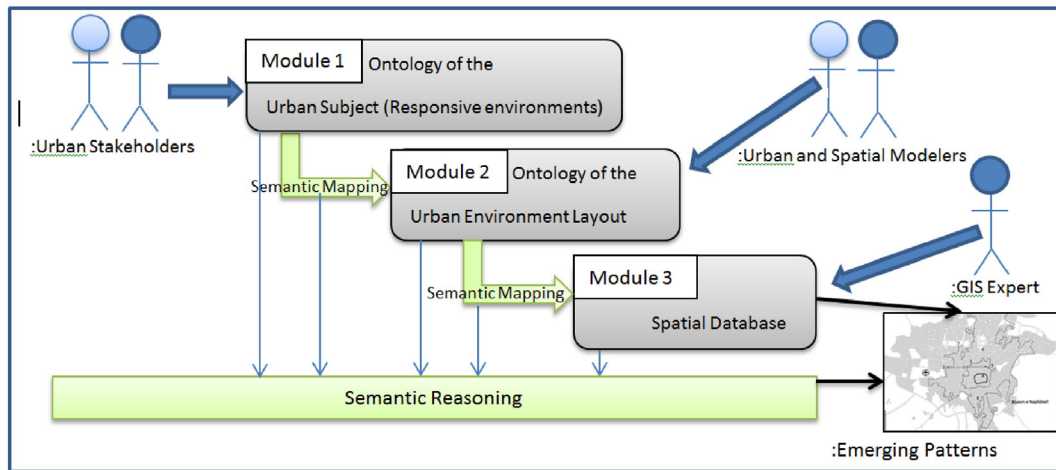 Module 1
Ontology of the
Urban Subject (Responsive environments)
:Urban Stakeholders
:Urban and Spatial Modelers
Semantic Mapping
Module 2
Ontology of the
Urban Environment Layout
Semantic Mapping
Module 3
Spatial Database
:GIS Expert
Semantic Reasoning
:Emerging Patterns